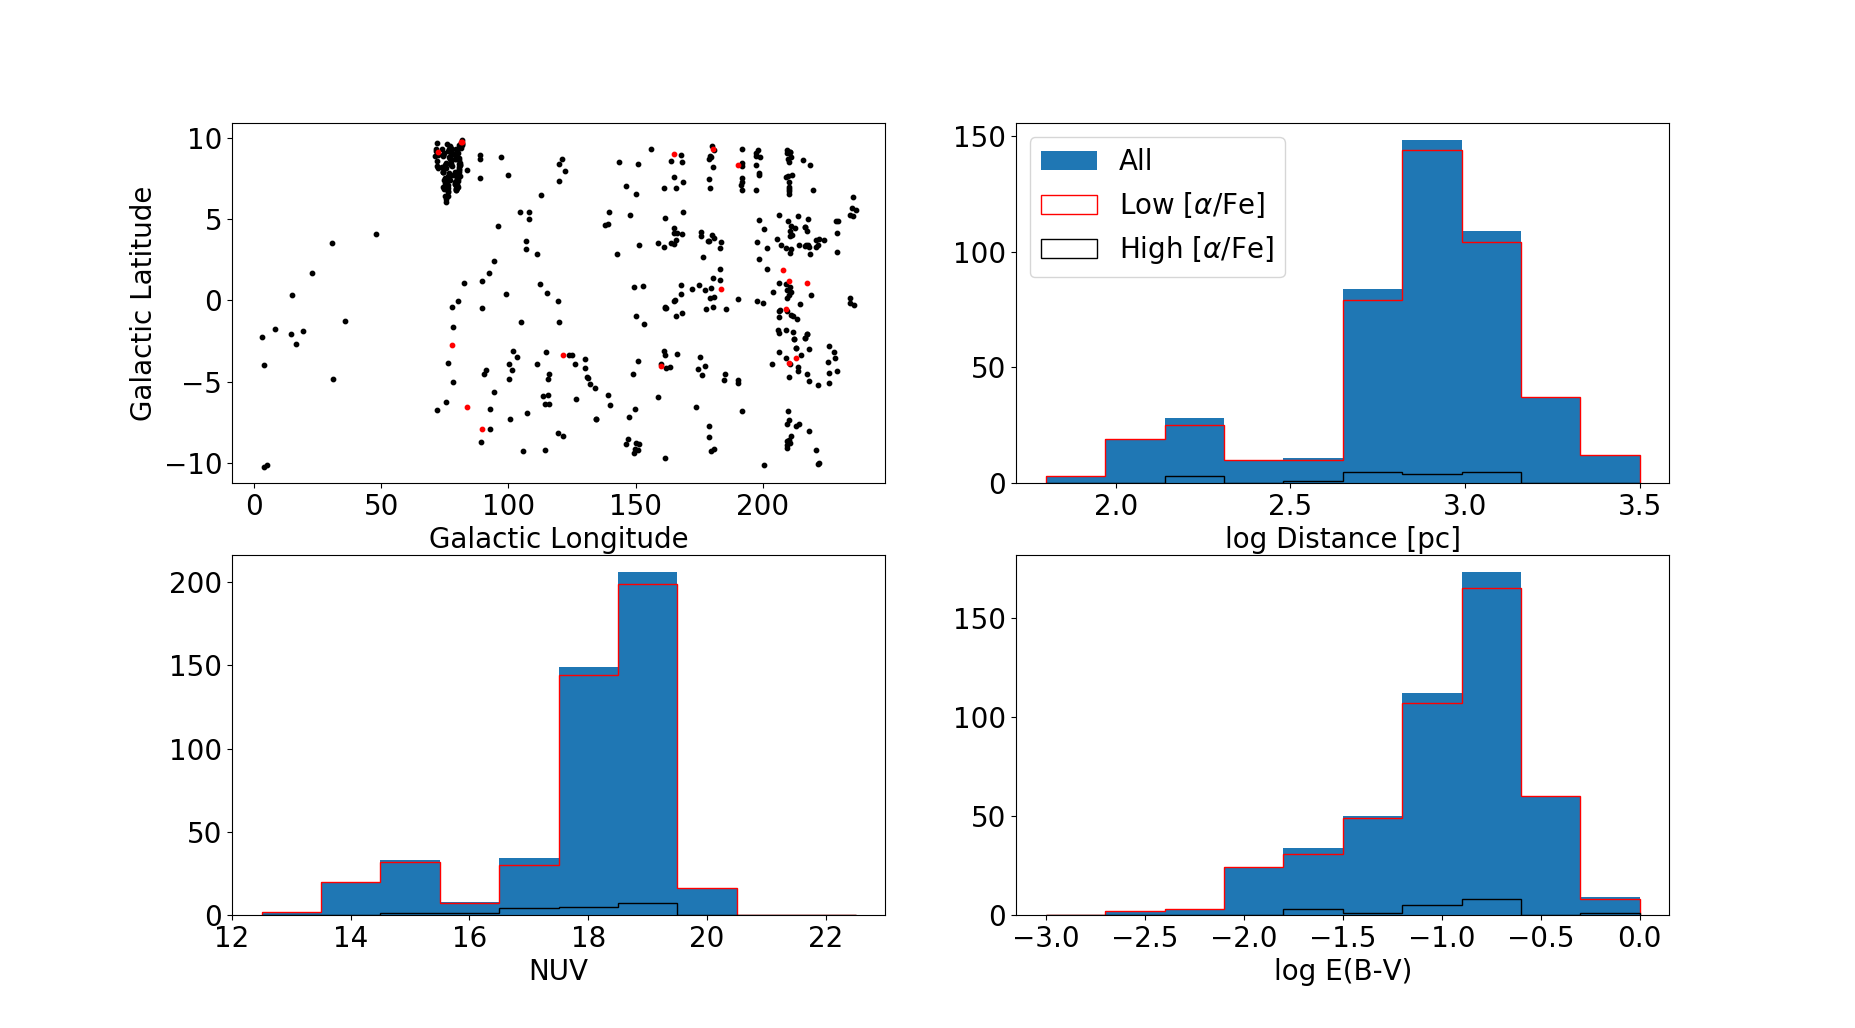 10
5
0
−5
−10
Galactic Latitude
0 50 100 150 200
Galactic Longitude
150
100
50
0
All
Low [α/Fe]
High [α/Fe]
2.0 2.5 3.0 3.5
log Distance [pc]
200
150
100
50
0
12 14 16 18 20 22
NUV
150
100
50
0
−3.0 −2.5 −2.0 −1.5 −1.0 −0.5 0.0
log E(B-V)